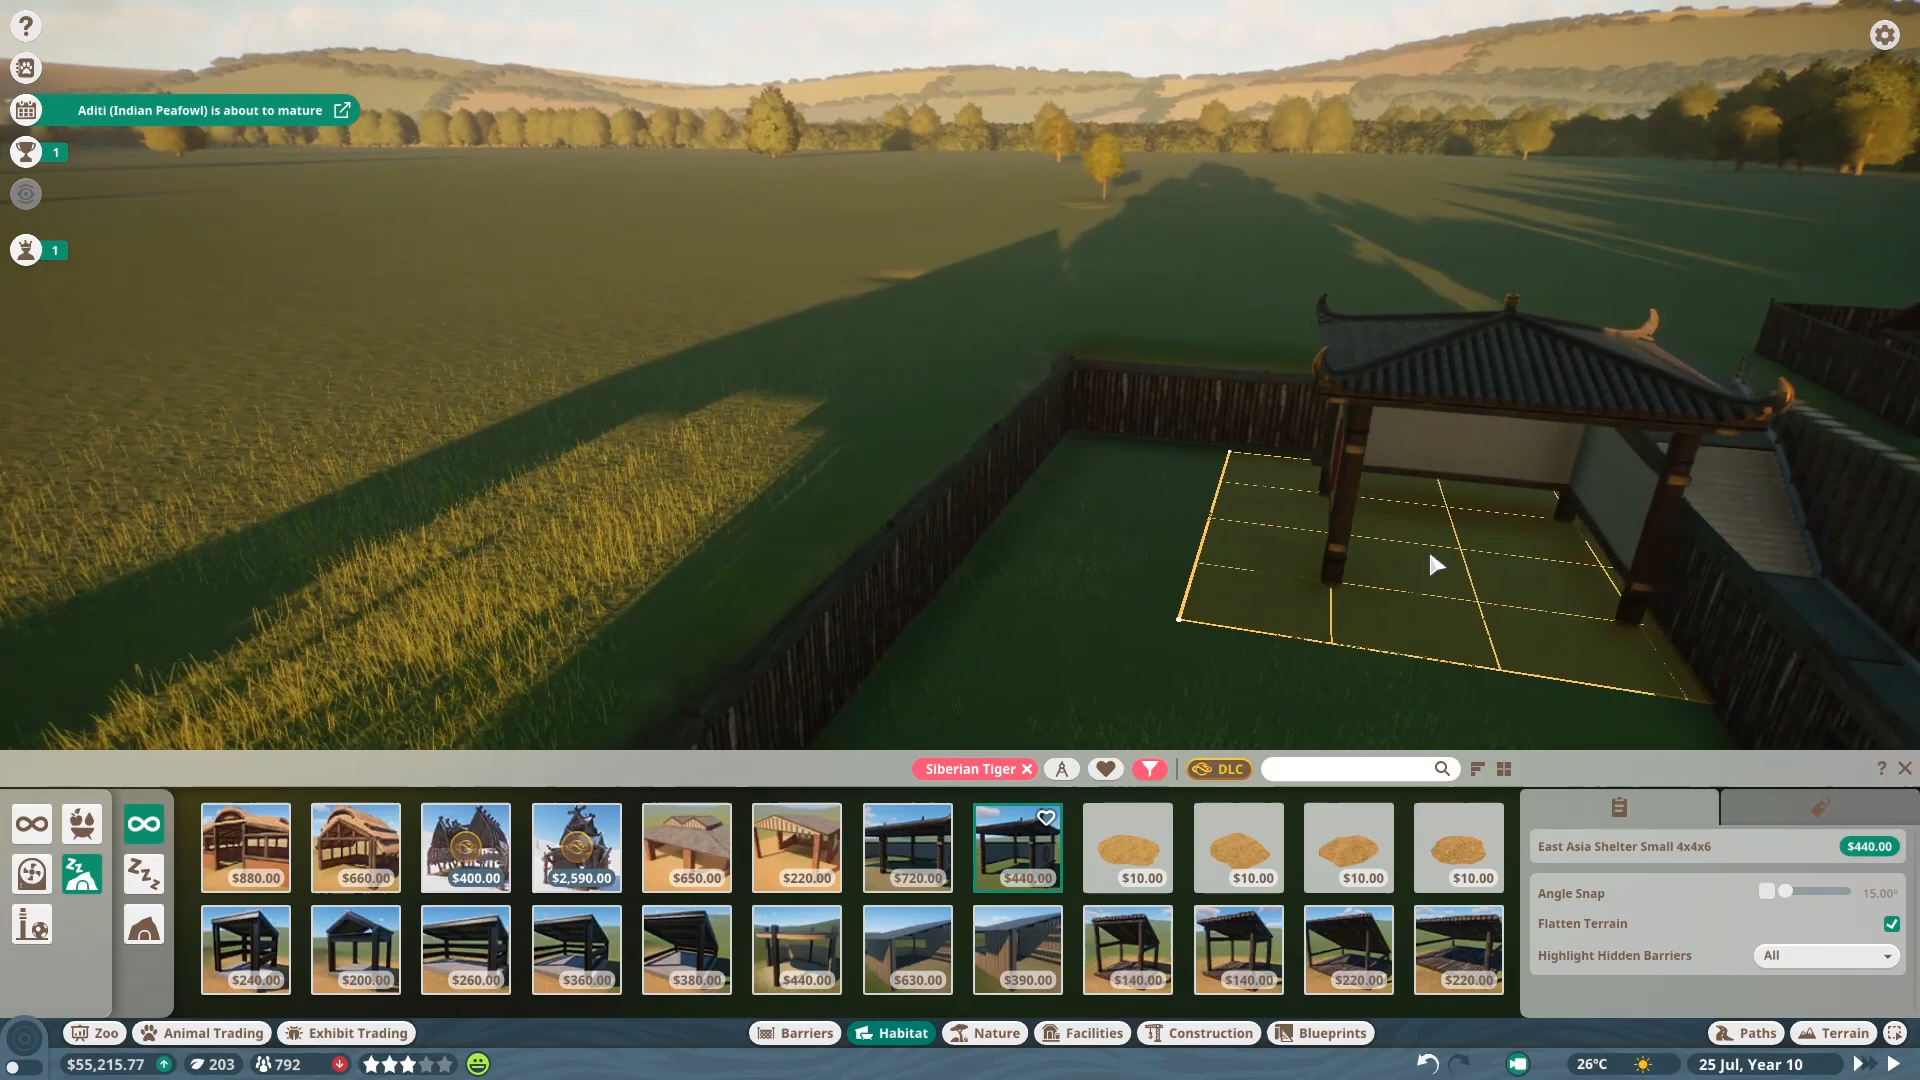 ?
Aditi (Indian Peafowl) is about to mature
1
1
Siberian Tiger
DLC
?
$880.00
$660.00
$400.00
$2,590.00
$650.00
$220.00
$720.00
$440.00
$10.00
$10.00
$10.00
$10.00
East Asia Shelter Small 4x4x6
$440.00
Angle Snap
15.00°
Flatten Terrain
Highlight Hidden Barriers
All
$240.00
$200.00
$260.00
$360.00
$380.00
$440.00
$630.00
$390.00
$140.00
$140.00
$220.00
$220.00
Zoo
Animal Trading
Exhibit Trading
Barriers
Habitat
Nature
Facilities
Construction
Blueprints
Paths
Terrain
$55,215.77
203
792
26°C
25 Jul, Year 10